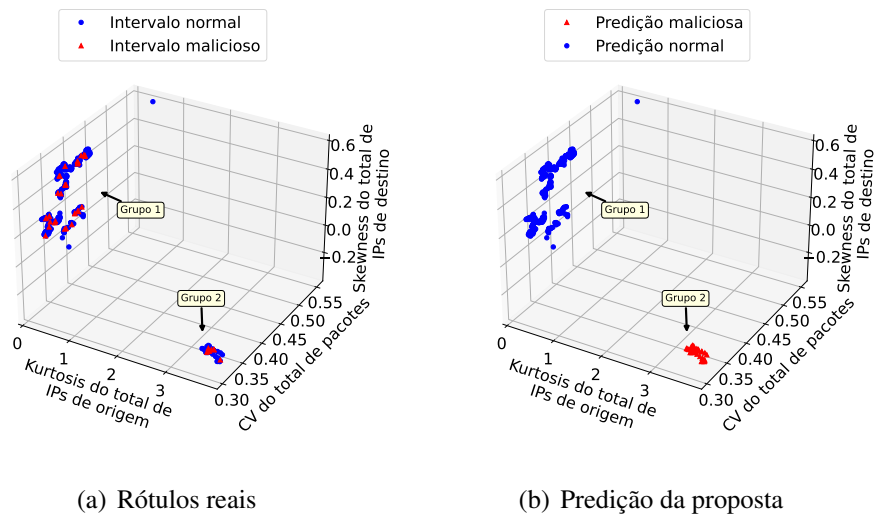 Intervalo normal
Intervalo malicioso
0.6
0.4
0.2
0.0
0.2
Skewness do total de
IPs de destino
Grupo 1
Grupo 2
0
1
2
3
Kurtosis do total de
IPs de origem
0.30
0.35
0.40
0.45
0.50
0.55
CV do total de pacotes
(a) Rótulos reais
Predição maliciosa
Predição normal
0.6
0.4
0.2
0.0
0.2
Skewness do total de
IPs de destino
Grupo 1
Grupo 2
0
1
2
3
Kurtosis do total de
IPs de origem
0.30
0.35
0.40
0.45
0.50
0.55
CV do total de pacotes
(b) Predição da proposta